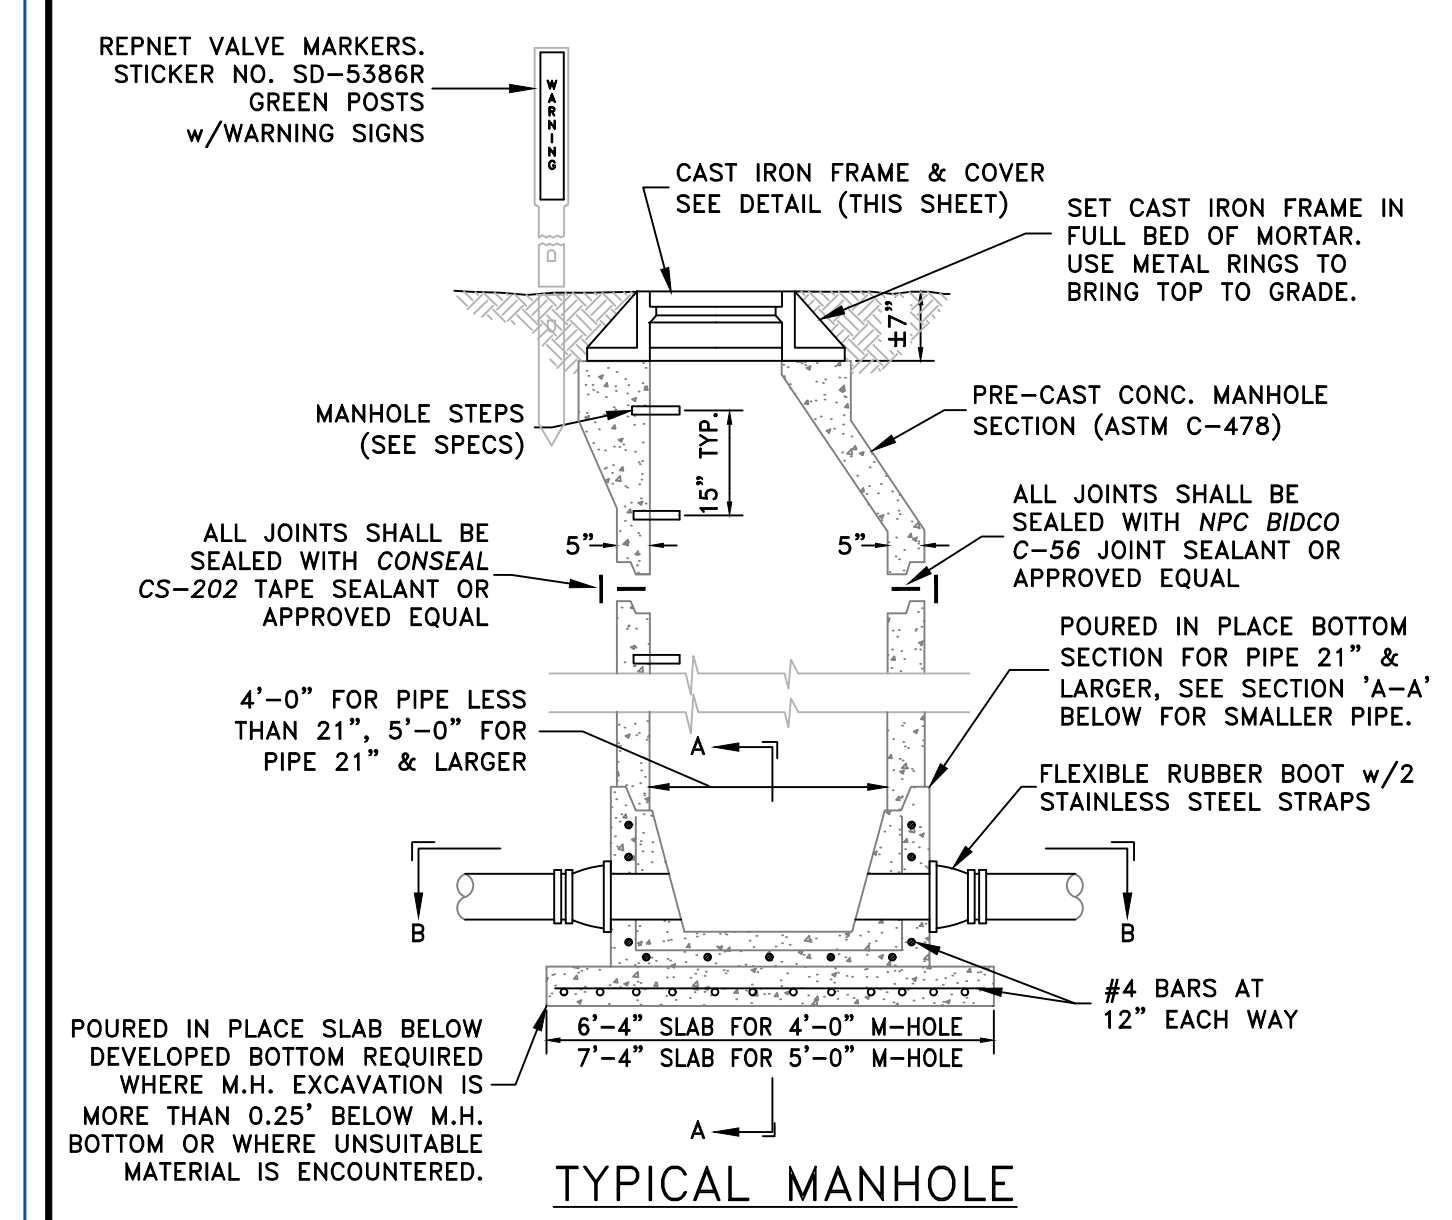 REPNET VALVE MARKERS.
STICKER NO. SD-5386R
GREEN POSTS
w/WARNING SIGNS
WARNING
CAST IRON FRAME & COVER
SEE DETAIL (THIS SHEET)
SET CAST IRON FRAME IN
FULL BED OF MORTAR.
USE METAL RINGS TO
BRING TOP TO GRADE.
±7"
MANHOLE STEPS
(SEE SPECS)
15" TYP.
PRE-CAST CONC. MANHOLE
SECTION (ASTM C-478)
ALL JOINTS SHALL BE
SEALED WITH CONSEAL
CS-202 TAPE SEALANT OR
APPROVED EQUAL
5"
5"
ALL JOINTS SHALL BE
SEALED WITH NPC BIDCO
C-56 JOINT SEALANT OR
APPROVED EQUAL
POURED IN PLACE BOTTOM
SECTION FOR PIPE 21" &
LARGER, SEE SECTION 'A-A'
BELOW FOR SMALLER PIPE.
4'-0" FOR PIPE LESS
THAN 21", 5'-0" FOR
PIPE 21" & LARGER
A
FLEXIBLE RUBBER BOOT w/2
STAINLESS STEEL STRAPS
B
B
#4 BARS AT
12" EACH WAY
6'-4" SLAB FOR 4'-0" M-HOLE
7'-4" SLAB FOR 5'-0" M-HOLE
POURED IN PLACE SLAB BELOW
DEVELOPED BOTTOM REQUIRED
WHERE M.H. EXCAVATION IS
MORE THAN 0.25' BELOW M.H.
BOTTOM OR WHERE UNSUITABLE
MATERIAL IS ENCOUNTERED.
A
TYPICAL MANHOLE